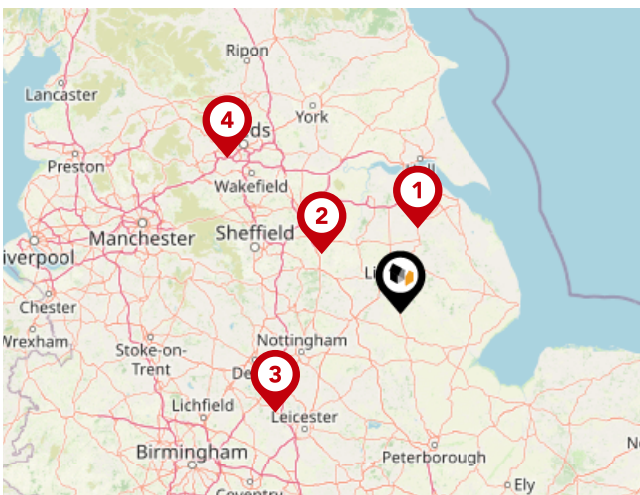 Ripon
Lancaster
York
4
ds
Preston
Wakefield
1
2
Manchester
Sheffield
iverpool
Li
Chester
Wrexham
Nottingham
Stoke-on-
Trent
De
3
Lichfield
Leicester
Birmingham
Peterborough
Coventry
Ely